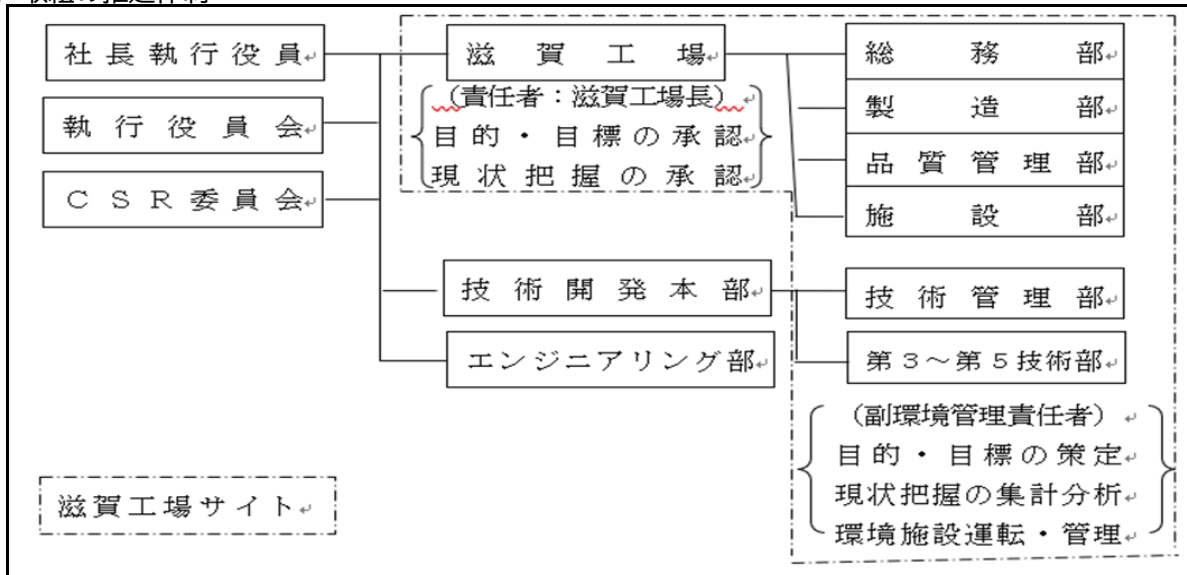 社長執行役員
執行役員会
CSR委員会
滋賀工場
(責任者:滋賀工場長)
目的・目標の承認
現状把握の承認
総務部
製造部
品質管理部
施設部
技術開発本部
エンジニアリング部
技術管理部
第3~第5技術部
(副環境管理責任者)
目的・目標の策定
現状把握の集計分析
環境施設運転・管理
滋賀工場サイト